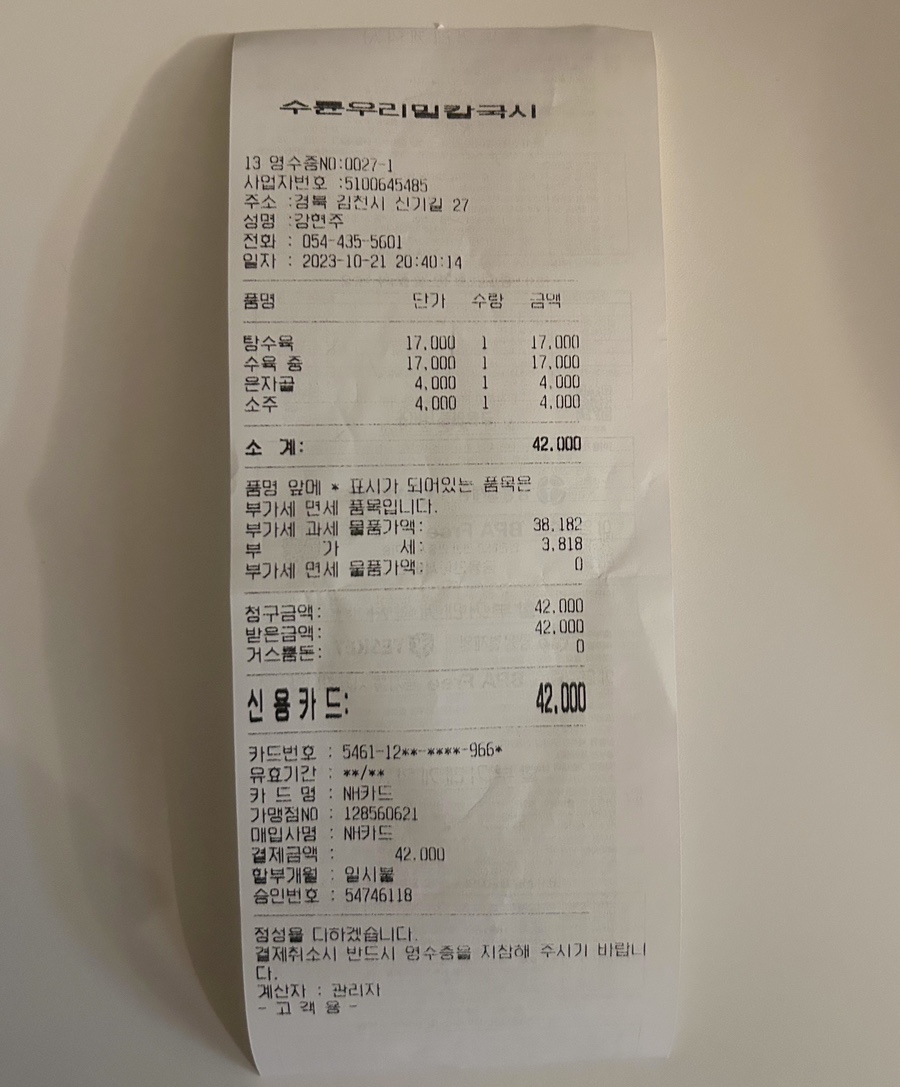 수륜우리밀칼국시
13 영수증NO:0027-1
사업자번호 :5100645485
주소 :경북 김천시 신기길 27
성명 :강현주
전화 : 054-435-5601
일자 : 2023-10-21 20:40:14
품명 단가 수량 금액
탕수육 17,000 1 17,000
수육 중 17,000 1 17,000
은자골 4,000 1 4,000
소주 4,000 1 4,000
소 계: 42,000
품명 앞에 * 표시가 되어있는 품목은
부가세 면세 품목입니다.
부가세 과세 물품가액: 38,182
부 가 세: 3,818
부가세 면세 물품가액: 0
청구금액: 42,000
받은금액: 42,000
거스름돈: 0
신용카드: 42,000
카드번호 : 5461-12**-****-966*
유효기간 : **/**
카 드 명 : NH카드
가맹점NO : 128560621
매입사명 : NH카드
결제금액 : 42,000
할부개월 : 일시불
승인번호 : 54746118
정성을 다하겠습니다.
결제취소시 반드시 영수증을 지참해 주시기 바랍니
다.
계산자 : 관리자
- 고 객 용 -